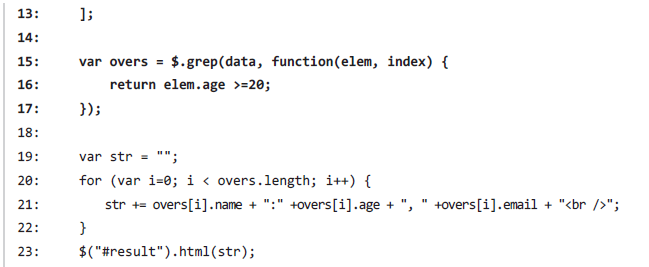 13:     ];
14:
15:     var overs = $.grep(data, function(elem, index) {
16:         return elem.age >=20;
17:     });
18:
19:     var str = "";
20:     for (var i=0; i < overs.length; i++) {
21:         str += overs[i].name + ":" +overs[i].age + ", " +overs[i].email + "<br />";
22:     }
23:     $("#result").html(str);